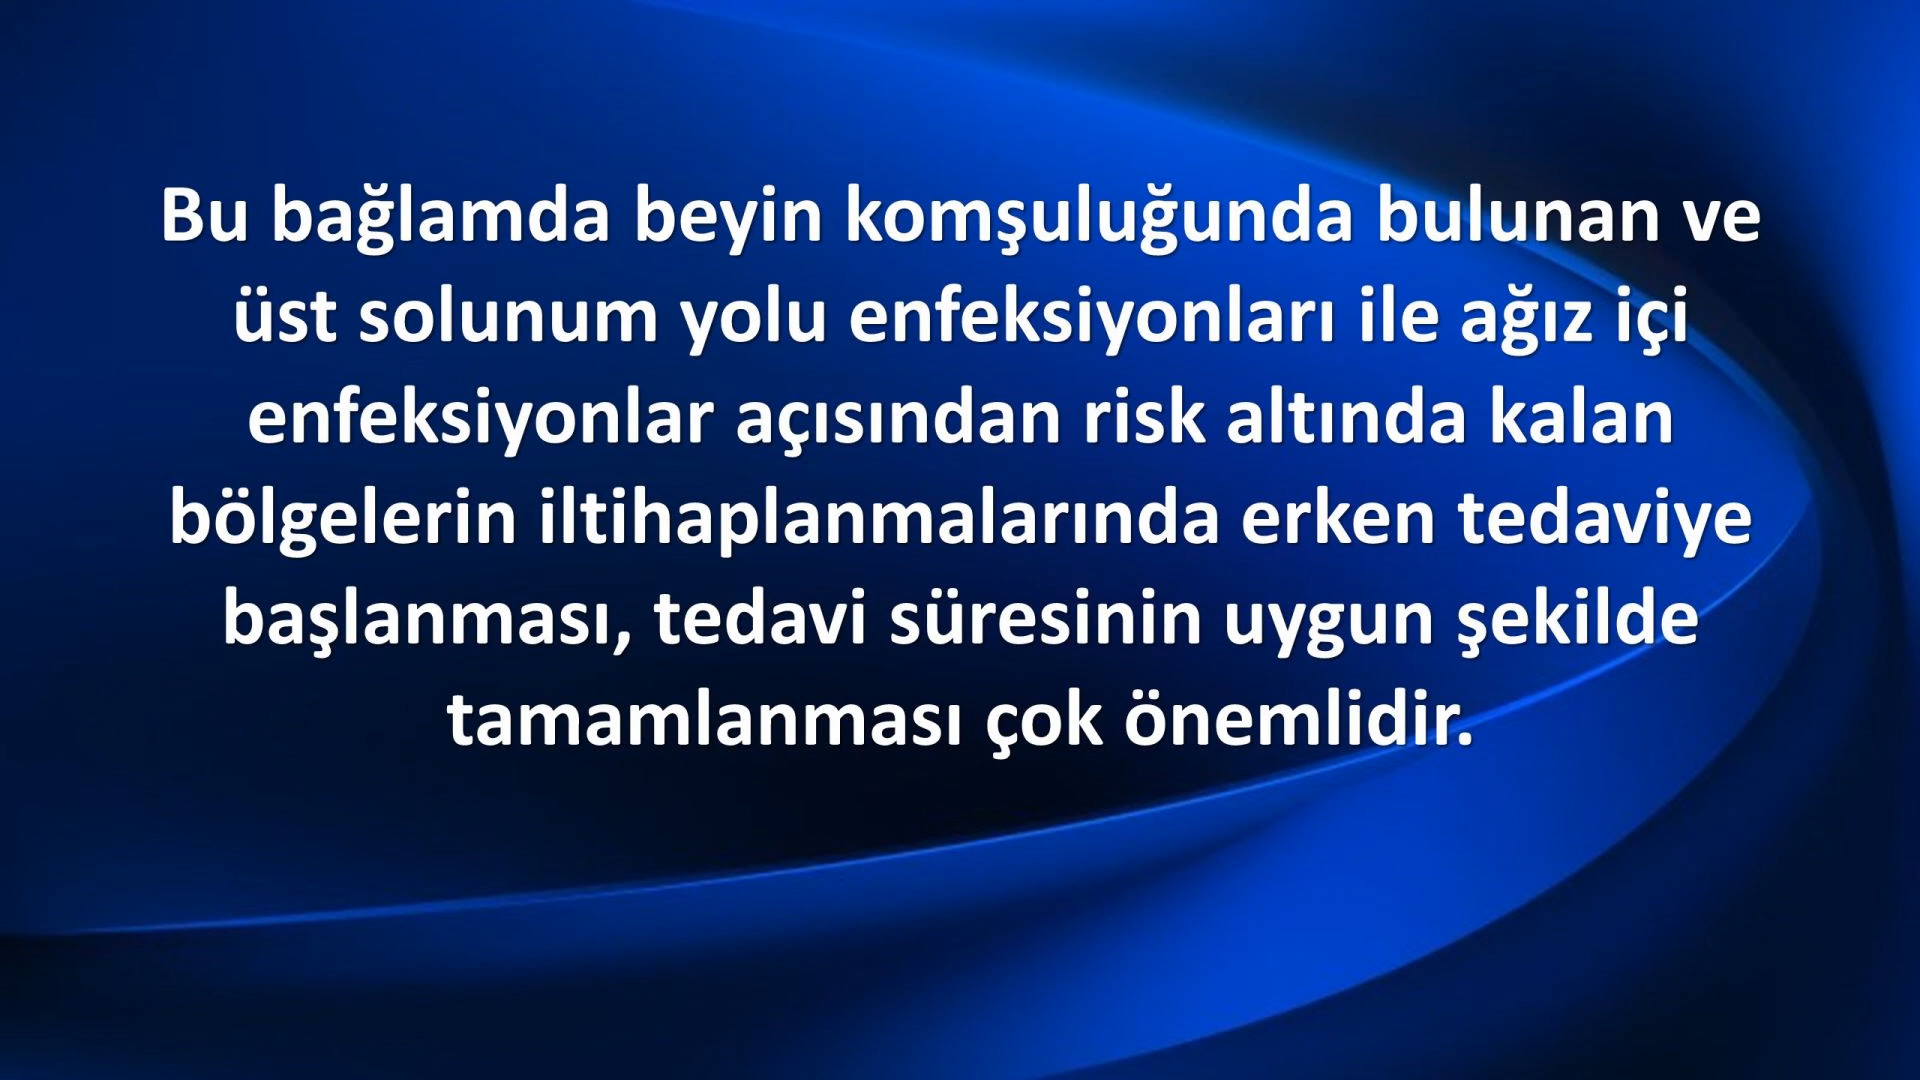 Bu bağlamda beyin komşuluğunda bulunan ve
üst solunum yolu enfeksiyonları ile ağız içi
enfeksiyonlar açısından risk altında kalan
bölgelerin iltihaplanmalarında erken tedaviye
başlanması, tedavi süresinin uygun şekilde
tamamlanması çok önemlidir.